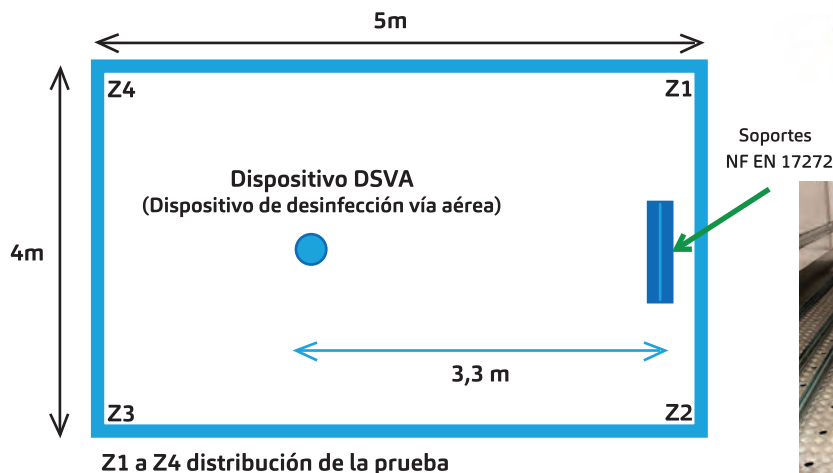 5m
Z4
Z1
Soportes
NF EN 17272
Dispositivo DSVA
(Dispositivo de desinfección vía aérea)
4m
3,3 m
Z3
Z2
Z1 a Z4 distribución de la prueba